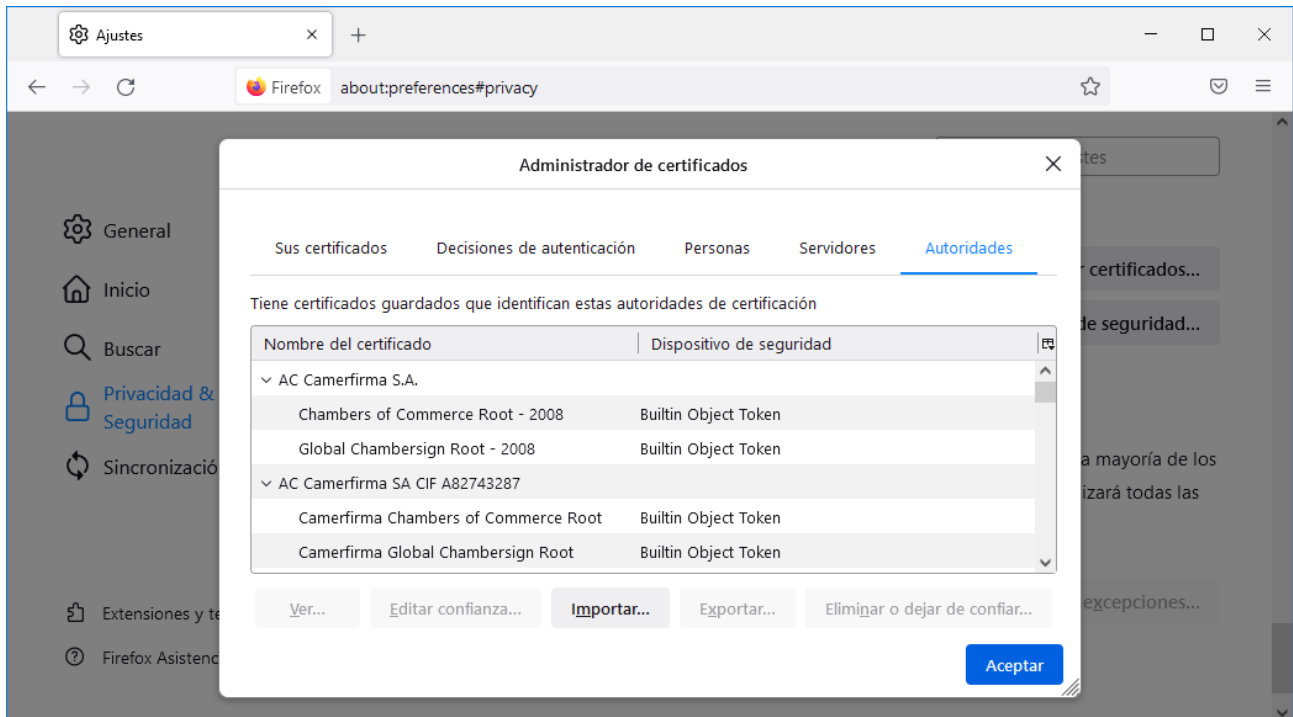 Ajustes
Firefox about:preferences#privacy
Administrador de certificados
tes
General
Sus certificados Decisiones de autenticación Personas Servidores Autoridades
certificados...
Inicio
Tiene certificados guardados que identifican estas autoridades de certificación
de seguridad...
Nombre del certificado Dispositivo de seguridad
Buscar
AC Camerfirma S.A.
Privacidad &
Seguridad
Chambers of Commerce Root - 2008 Builtin Object Token
Global Chambersign Root - 2008 Builtin Object Token
Sincronizació
a mayoría de los
AC Camerfirma SA CIF A82743287
izará todas las
Camerfirma Chambers of Commerce Root Builtin Object Token
Camerfirma Global Chambersign Root Builtin Object Token
Extensiones y te
Ver... Editar confianza... Importar... Exportar... Eliminar o dejar de confiar...
excepciones...
Firefox Asistenc
Aceptar